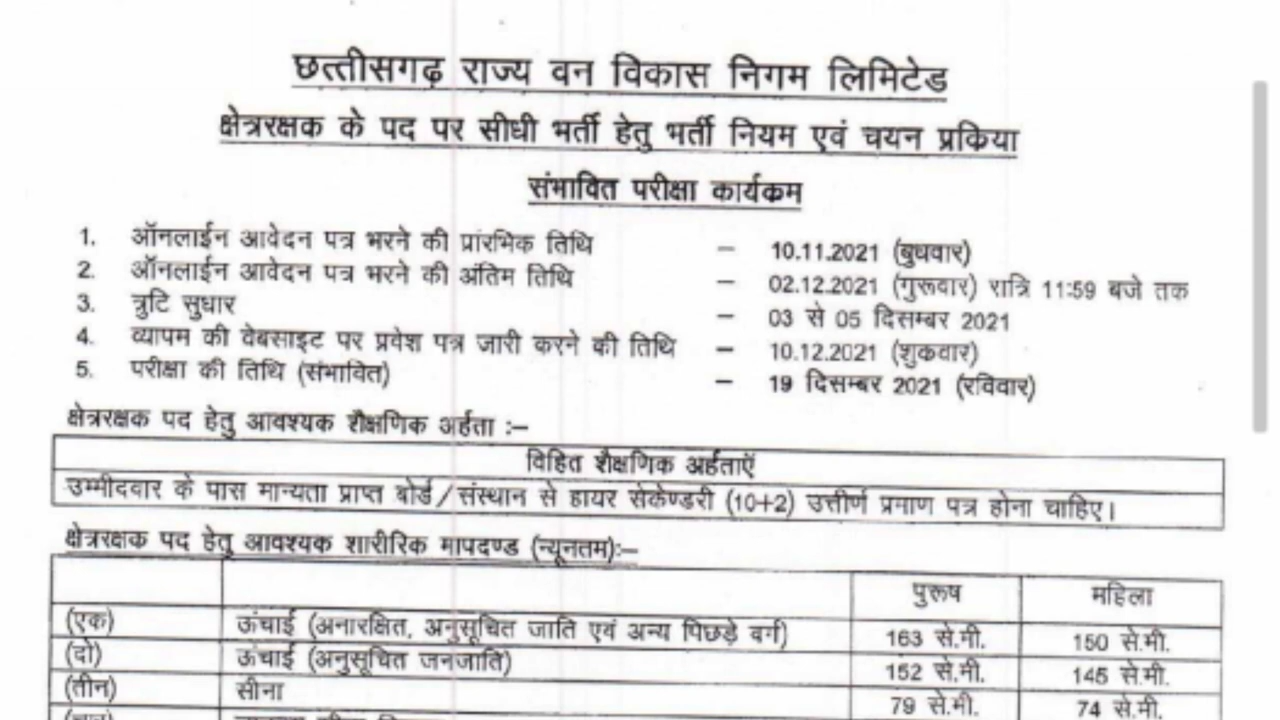 छत्तीसगढ़ राज्य वन विकास निगम लिमिटेड
क्षेत्ररक्षक के पद पर सीधी भर्ती हेतु भर्ती नियम एवं चयन प्रकिया
संभावित परीक्षा कार्यकम
1. ऑनलाईन आवेदन पत्र भरने की प्रांरभिक तिथि – 10.11.2021 (बुधवार)
2. ऑनलाईन आवेदन पत्र भरने की अंतिम तिथि – 02.12.2021 (गुरूवार) रात्रि 11:59 बजे तक
3. त्रुटि सुधार – 03 से 05 दिसम्बर 2021
4. व्यापम की वेबसाइट पर प्रवेश पत्र जारी करने की तिथि – 10.12.2021 (शुकवार)
5. परीक्षा की तिथि (संभावित) – 19 दिसम्बर 2021 (रविवार)
क्षेत्ररक्षक पद हेतु आवश्यक शैक्षणिक अर्हता :–
विहित शैक्षणिक अर्हताऍ
उम्मीदवार के पास मान्यता प्राप्त बोर्ड/संस्थान से हायर सेकेण्डरी (10+2) उत्तीर्ण प्रमाण पत्र होना चाहिए।
क्षेत्ररक्षक पद हेतु आवश्यक शारीरिक मापदण्ड (न्यूनतम):–
पुरूष महिला
(एक) ऊंचाई (अनारक्षित, अनुसूचित जाति एवं अन्य पिछड़े वर्ग) 163 से.मी. 150 से.मी.
(दो) ऊंचाई (अनुसूचित जनजाति) 152 से.मी. 145 से.मी.
(तीन) सीना 79 से.मी. 74 से.मी.